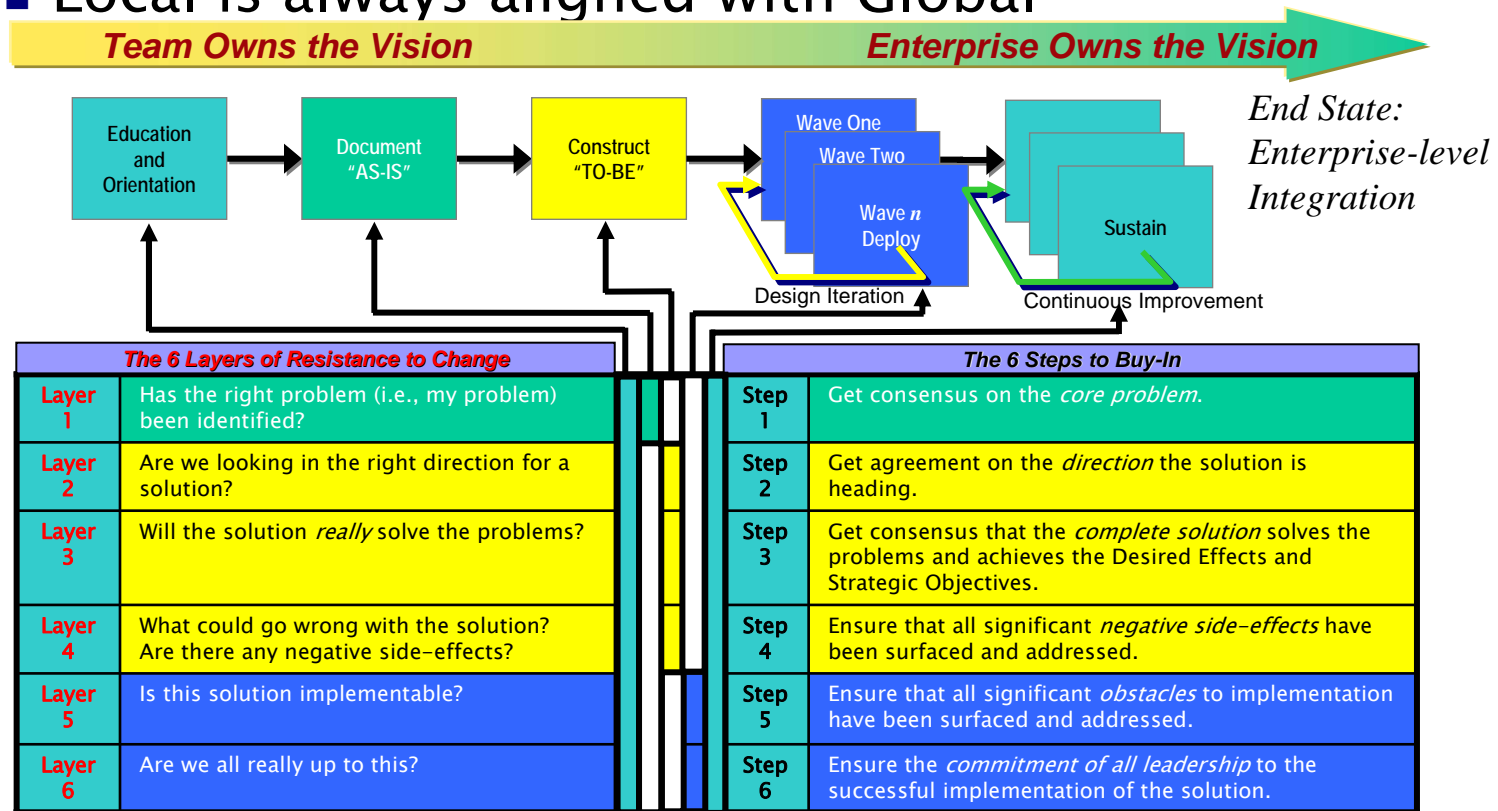 Local is always aligned with Global
Team Owns the Vision
Enterprise Owns the Vision
Education
and
Orientation
Document
“AS-IS”
Construct
“TO-BE”
Wave One
Wave Two
Wave n
Deploy
Sustain
End State:
Enterprise-level
Integration
Design Iteration
Continuous Improvement
The 6 Layers of Resistance to Change
Layer
1
Has the right problem (i.e., my problem)
been identified?
Layer
2
Are we looking in the right direction for a
solution?
Layer
3
Will the solution really solve the problems?
Layer
4
What could go wrong with the solution?
Are there any negative side-effects?
Layer
5
Is this solution implementable?
Layer
6
Are we all really up to this?
The 6 Steps to Buy-In
Step
1
Get consensus on the core problem.
Step
2
Get agreement on the direction the solution is
heading.
Step
3
Get consensus that the complete solution solves the
problems and achieves the Desired Effects and
Strategic Objectives.
Step
4
Ensure that all significant negative side-effects have
been surfaced and addressed.
Step
5
Ensure that all significant obstacles to implementation
have been surfaced and addressed.
Step
6
Ensure the commitment of all leadership to the
successful implementation of the solution.